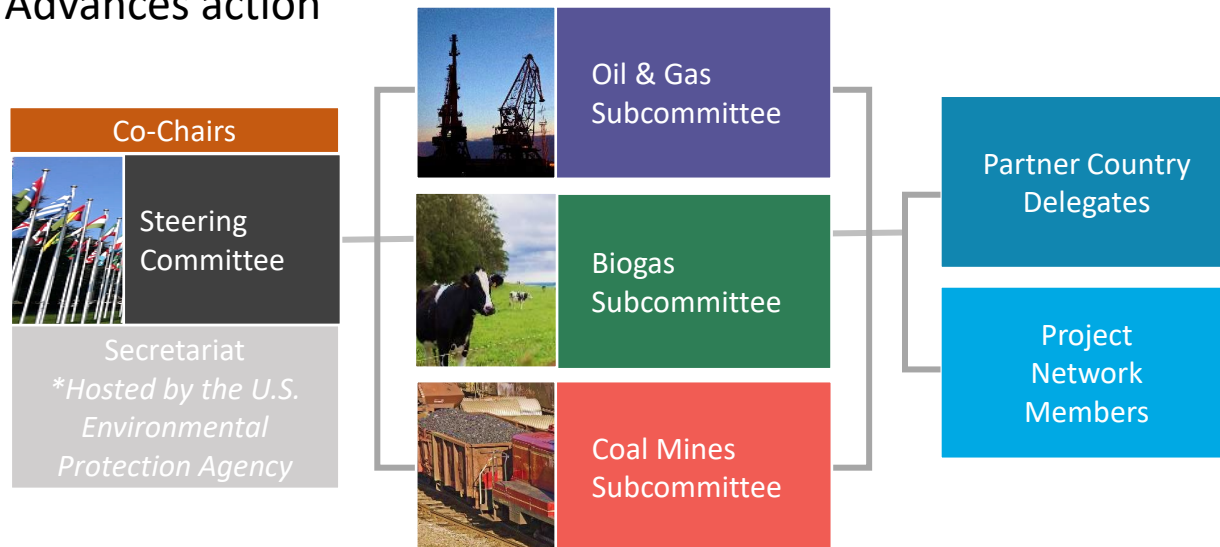 Advances action
Co-Chairs
Steering
Committee
Secretariat
*Hosted by the U.S.
Environmental
Protection Agency
Oil & Gas
Subcommittee
Biogas
Subcommittee
Coal Mines
Subcommittee
Partner Country
Delegates
Project
Network
Members